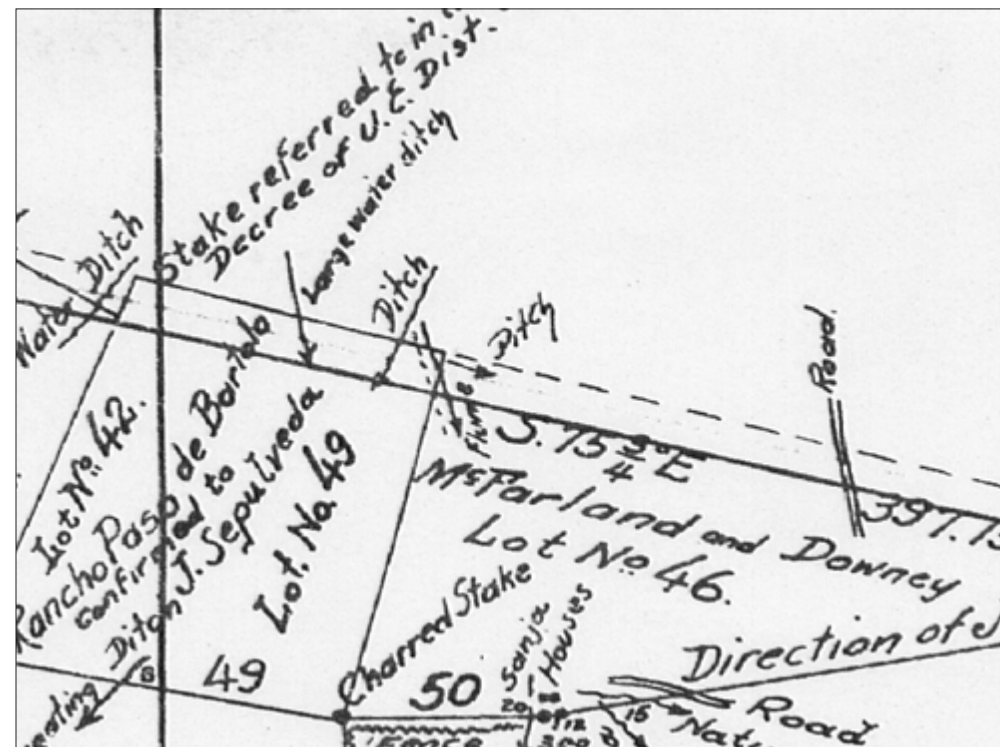 Stake referred to in
Decree of U.S. Dist.
Large water ditch
Water Ditch
Ditch
Ditch
Flume
Road.
S. 75 3/4° E
397.
McFarland and Downey
Lot No 46.
Lot No 42.
Rancho Paso de Bartolo
confirmed to
J. Sepulveda
Ditch
Lot. No. 49
Charred Stake
Sanja
Houses
49
50
20
Fence
Direction of
Road
15